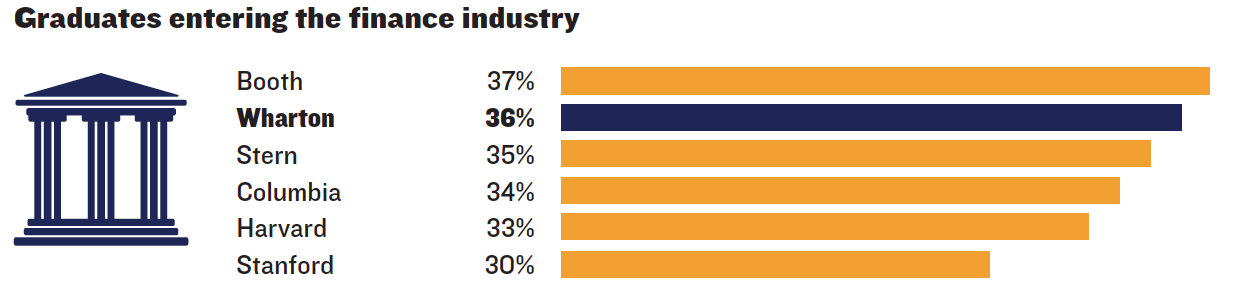 Graduates entering the finance industry
Booth 37%
Wharton 36%
Stern 35%
Columbia 34%
Harvard 33%
Stanford 30%